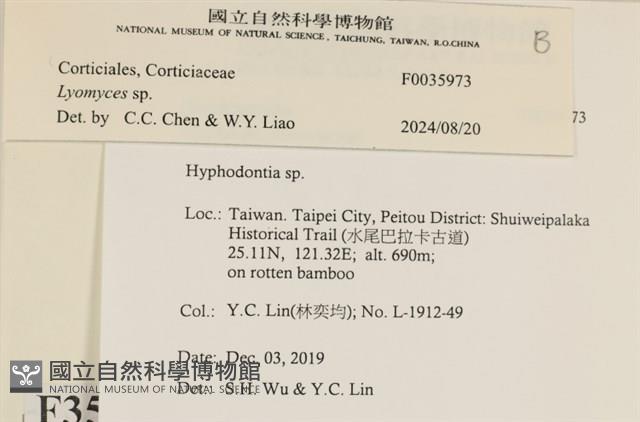 國立自然科學博物館
NATIONAL MUSEUM OF NATURAL SCIENCE, TAICHUNG, TAIWAN, R.O.CHINA
B
Corticiales, Corticiaceae
F0035973
Lyomyces sp.
Det. by C.C. Chen & W.Y. Liao
2024/08/20
73
Hyphodontia sp.
Loc.: Taiwan. Taipei City, Peitou District: Shuiweipalaka
Historical Trail (水尾巴拉卡古道)
25.11N, 121.32E; alt. 690m;
on rotten bamboo
Col.: Y.C. Lin(林奕均); No. L-1912-49
Date: Dec. 03, 2019
Det.: S.H. Wu & Y.C. Lin
國立自然科學博物館
NATIONAL MUSEUM OF NATURAL SCIENCE
F35